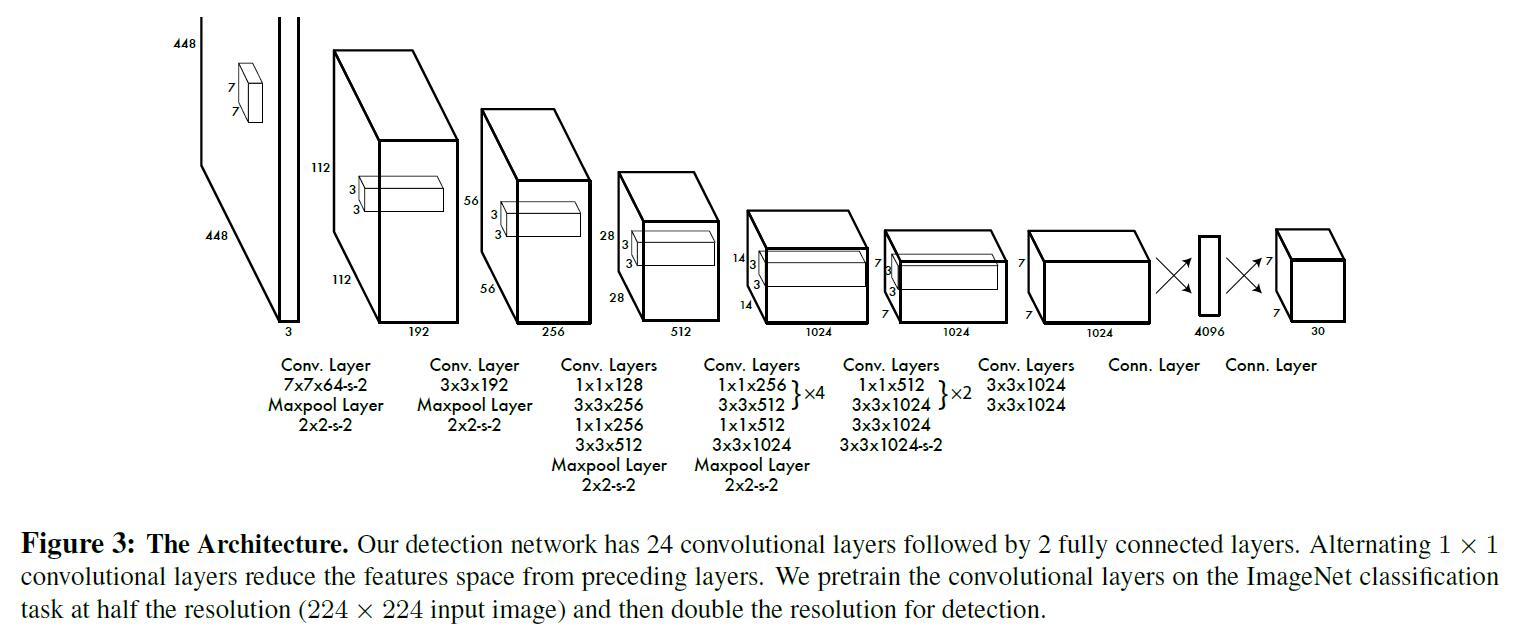 448
7
7
448
3
112
3
3
112
192
56
3
3
56
256
28
3
3
28
512
14
3
3
14
1024
7
3
3
7
1024
7
7
1024
4096
7
7
30
Conv. Layer
7x7x64-s-2
Maxpool Layer
2x2-s-2
Conv. Layer
3x3x192
Maxpool Layer
2x2-s-2
Conv. Layers
1x1x128
3x3x256
1x1x256
3x3x512
Maxpool Layer
2x2-s-2
Conv. Layers
1x1x256
3x3x512
}×4
1x1x512
3x3x1024
Maxpool Layer
2x2-s-2
Conv. Layers
1x1x512
3x3x1024
}×2
3x3x1024
3x3x1024-s-2
Conv. Layers
3x3x1024
3x3x1024
Conn. Layer
Conn. Layer
Figure 3: The Architecture. Our detection network has 24 convolutional layers followed by 2 fully connected layers. Alternating 1 × 1
convolutional layers reduce the features space from preceding layers. We pretrain the convolutional layers on the ImageNet classification
task at half the resolution (224 × 224 input image) and then double the resolution for detection.